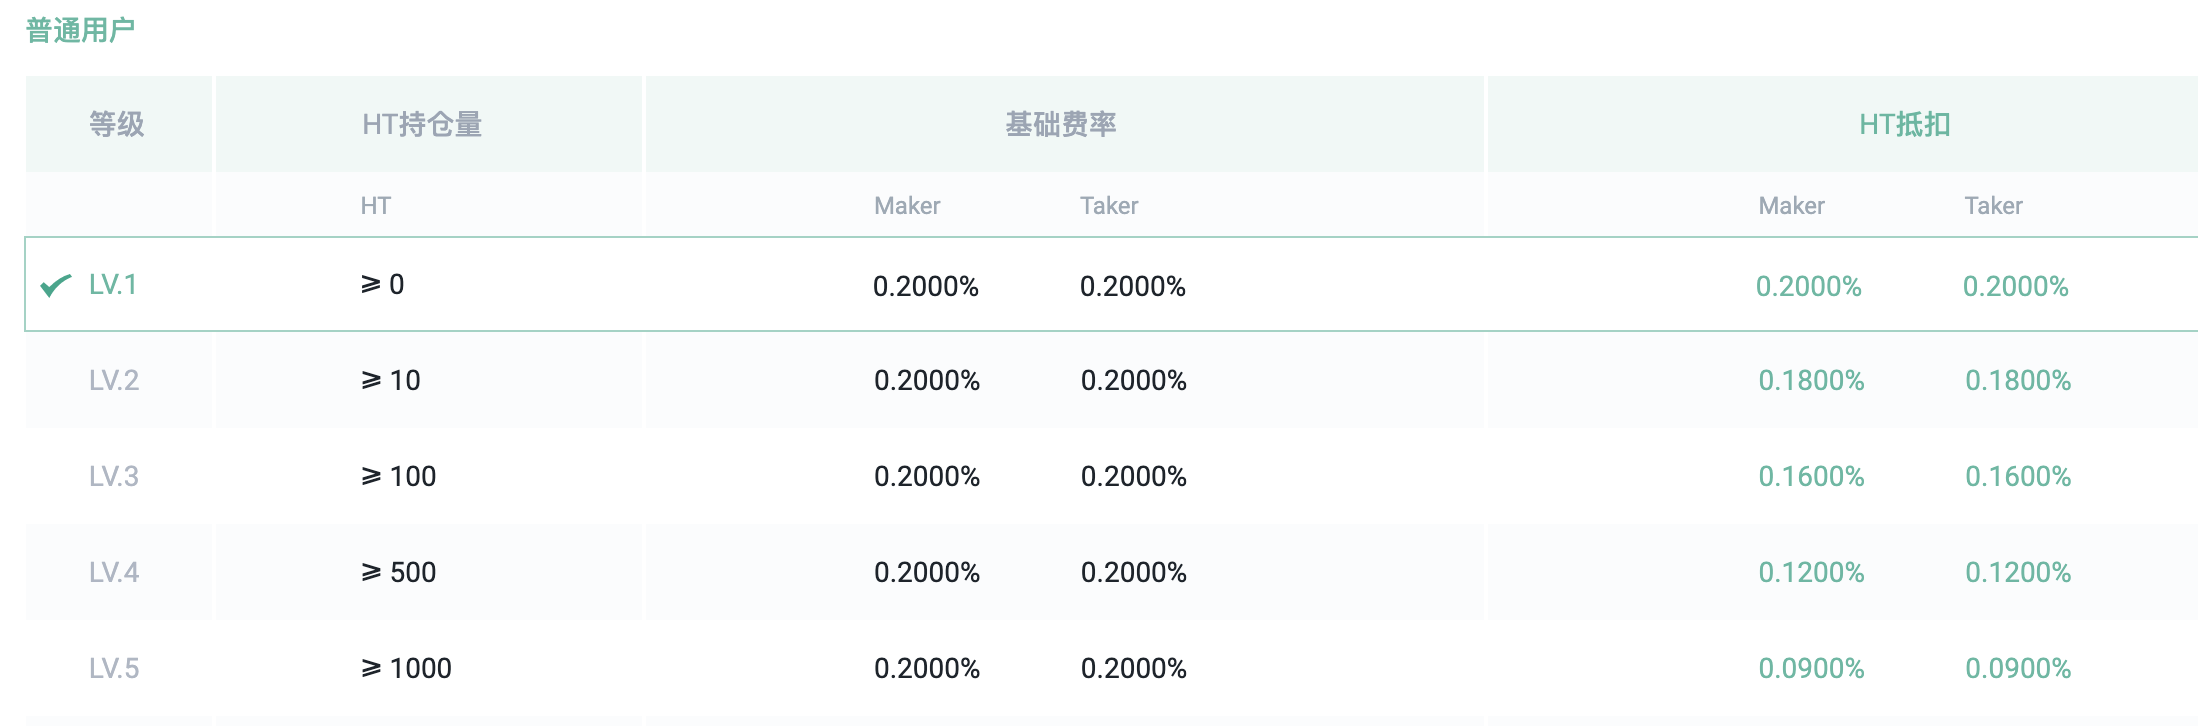 普通用户
等级 HT持仓量 基础费率 HT抵扣
HT Maker Taker Maker Taker
LV.1 ⩾ 0 0.2000% 0.2000% 0.2000% 0.2000%
LV.2 ⩾ 10 0.2000% 0.2000% 0.1800% 0.1800%
LV.3 ⩾ 100 0.2000% 0.2000% 0.1600% 0.1600%
LV.4 ⩾ 500 0.2000% 0.2000% 0.1200% 0.1200%
LV.5 ⩾ 1000 0.2000% 0.2000% 0.0900% 0.0900%